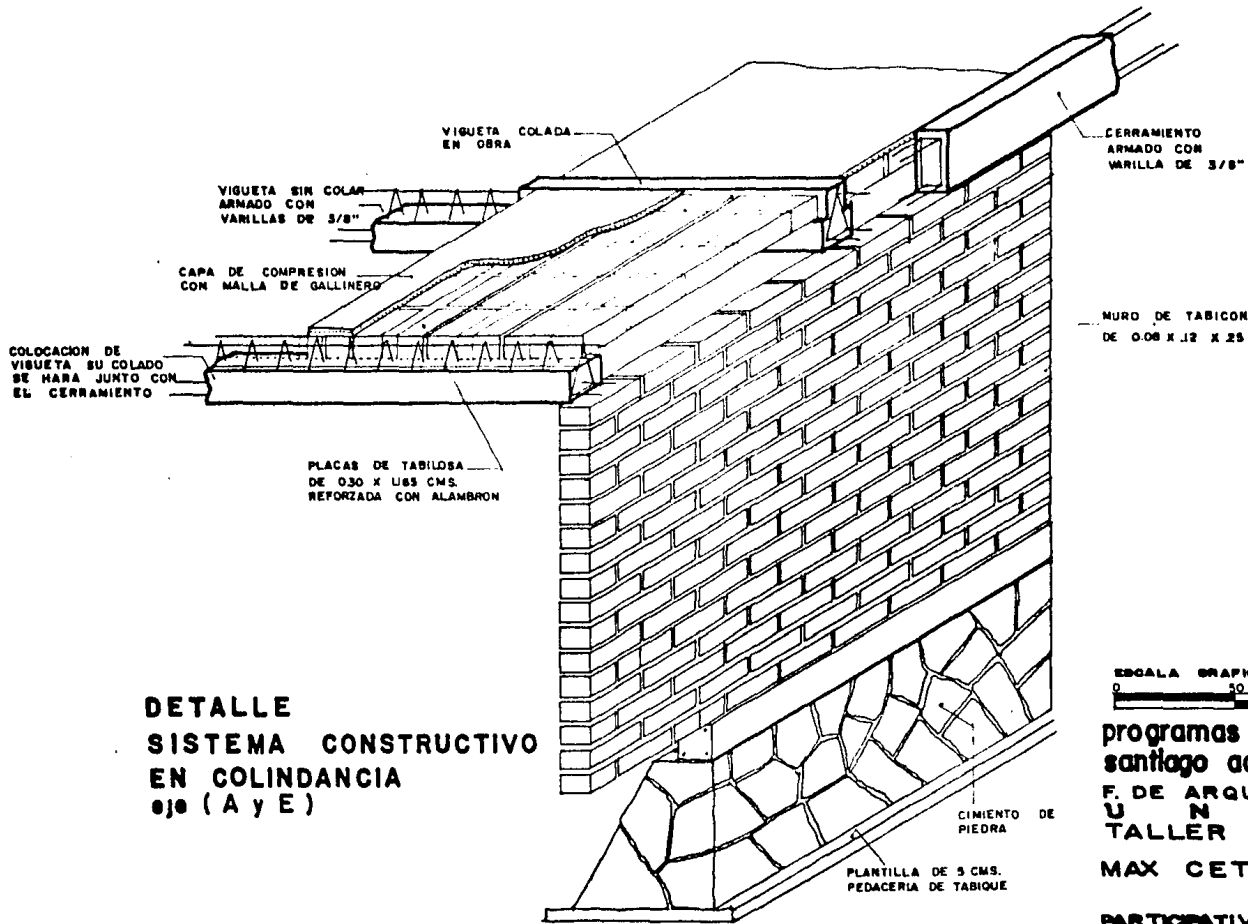 VIGUETA COLADA
EN OBRA
CERRAMIENTO
ARMADO CON
VARILLA DE 3/8"
VIGUETA SIN COLAR
ARMADO CON
VARILLAS DE 3/8"
CAPA DE COMPRESION
CON MALLA DE GALLINERO
MURO DE TABICON
DE 0.08 X .12 X .25
COLOCACION DE
VIGUETA SU COLADO
SE HARA JUNTO CON
EL CERRAMIENTO
PLACAS DE TABILOSA
DE 0.30 X 1.165 CMS.
REFORZADA CON ALAMBRON
DETALLE
SISTEMA CONSTRUCTIVO
EN COLINDANCIA
eje (A y E)
CIMIENTO DE
PIEDRA
PLANTILLA DE 5 CMS.
PEDACERIA DE TABIQUE
ESCALA GRAFI
0 50
programas
santiago ac
F. DE ARQU
U N
TALLER
MAX CET
PARTICIPATIV